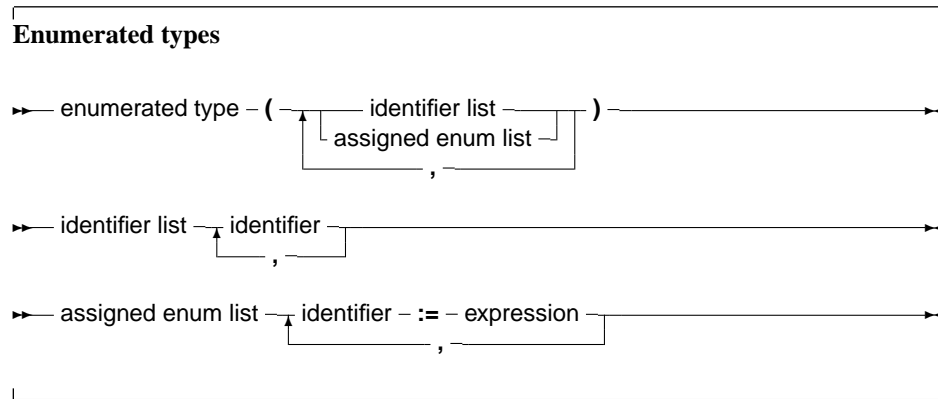 Enumerated types
enumerated type ( identifier list )
assigned enum list
,
identifier list identifier
,
assigned enum list identifier := expression
,